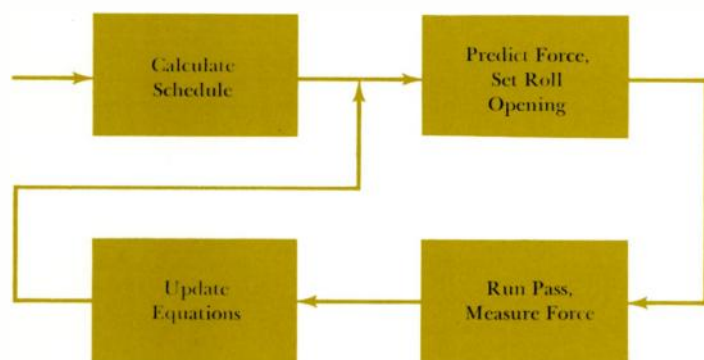 Calculate
Schedule
Predict Force,
Set Roll
Opening
Update
Equations
Run Pass,
Measure Force